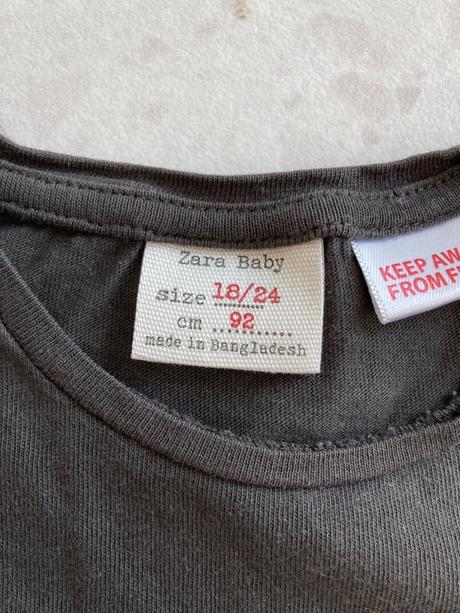 Zara Baby
size 18/24
cm 92
made in Bangladesh
KEEP AW
FROM F